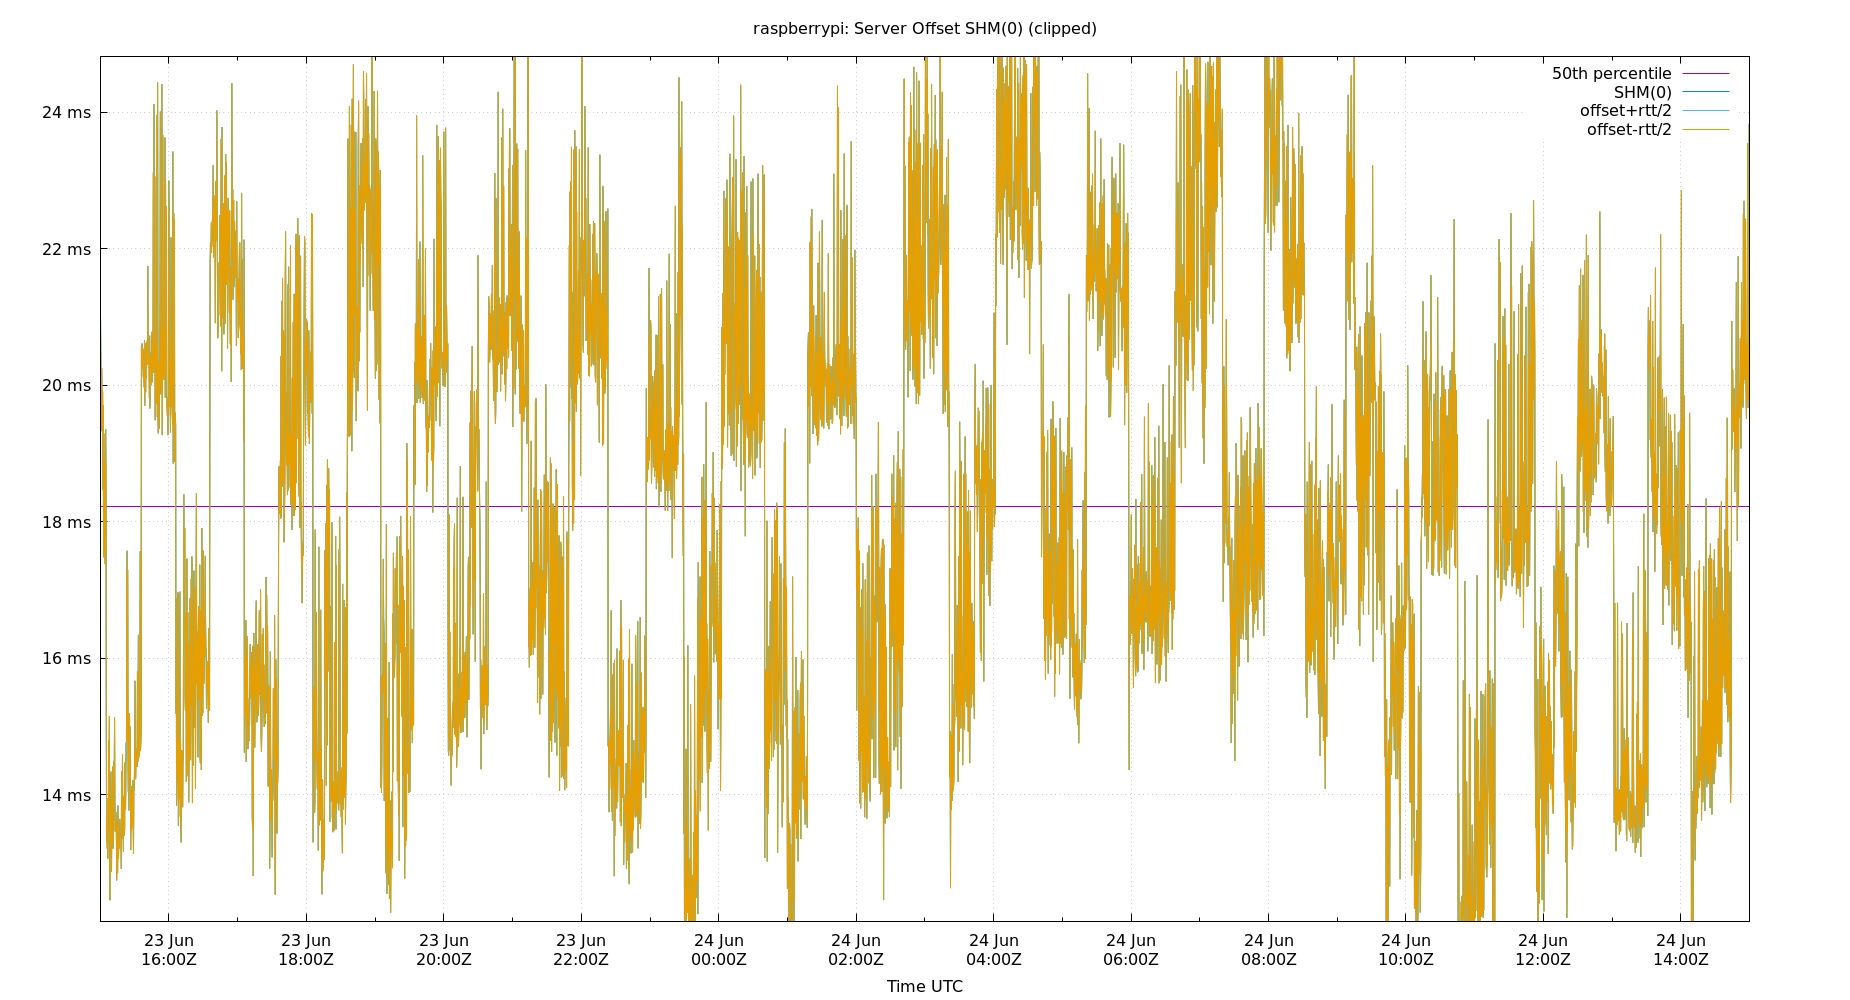 raspberrypi: Server Offset SHM(0) (clipped)
50th percentile
SHM(0)
offset+rtt/2
offset-rtt/2
24 ms
22 ms
20 ms
18 ms
16 ms
14 ms
23 Jun 23 Jun 23 Jun 23 Jun 24 Jun 24 Jun 24 Jun 24 Jun 24 Jun 24 Jun 24 Jun 24 Jun
16:00Z 18:00Z 20:00Z 22:00Z 00:00Z 02:00Z 04:00Z 06:00Z 08:00Z 10:00Z 12:00Z 14:00Z
Time UTC